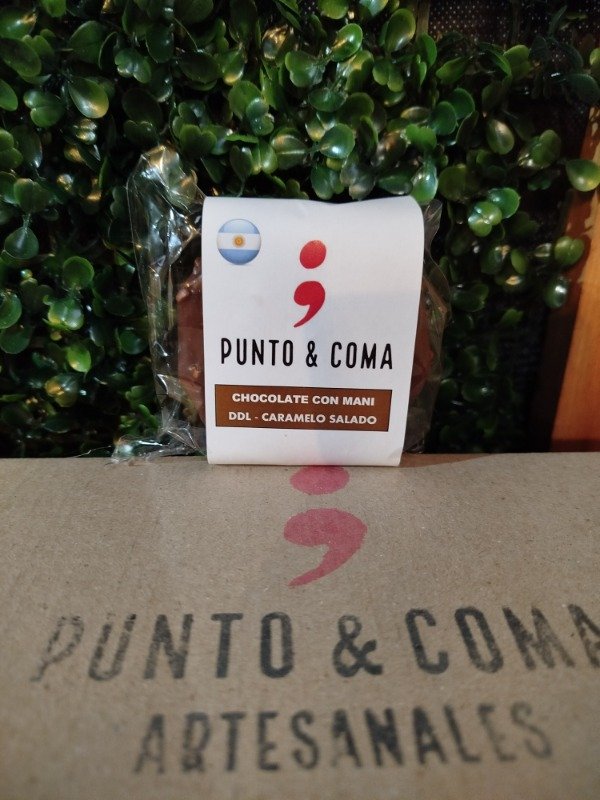 ;
PUNTO & COMA
CHOCOLATE CON MANI
DDL - CARAMELO SALADO
;
PUNTO & COMA
ARTESANALES